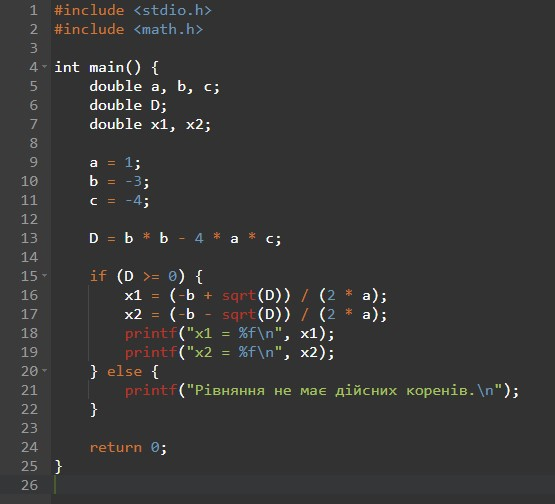 1 #include <stdio.h>
2 #include <math.h>
3
4 int main() {
5     double a, b, c;
6     double D;
7     double x1, x2;
8
9     a = 1;
10     b = -3;
11     c = -4;
12
13     D = b * b - 4 * a * c;
14
15     if (D >= 0) {
16         x1 = (-b + sqrt(D)) / (2 * a);
17         x2 = (-b - sqrt(D)) / (2 * a);
18         printf("x1 = %f\n", x1);
19         printf("x2 = %f\n", x2);
20     } else {
21         printf("Рівняння не має дійсних коренів.\n");
22     }
23
24     return 0;
25 }
26